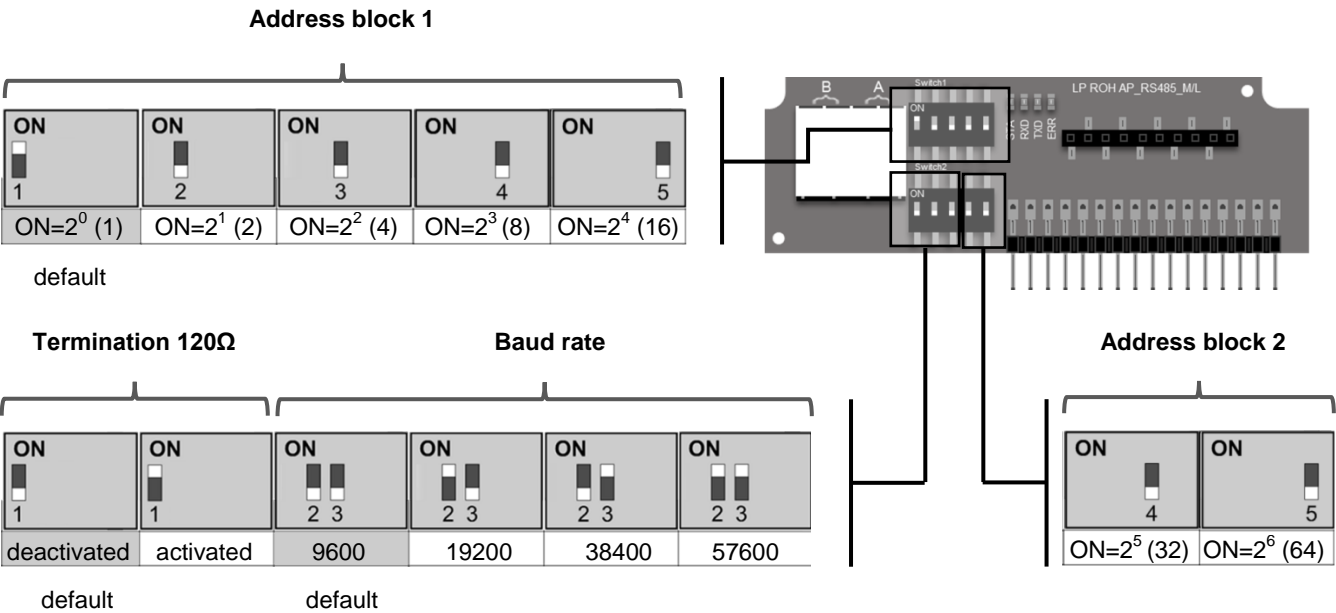 Address block 1
ON ON ON ON ON
1 2 3 4 5
ON=2⁰ (1) ON=2¹ (2) ON=2² (4) ON=2³ (8) ON=2⁴ (16)
default
B A Switch1 LP ROH AP_RS485_M/L
ON
STA RXD TXD ERR
Switch2
ON
Termination 120Ω Baud rate Address block 2
ON ON ON ON ON ON
1 1 2 3 2 3 2 3 2 3
deactivated activated 9600 19200 38400 57600
default default
ON ON
4 5
ON=2⁵ (32) ON=2⁶ (64)